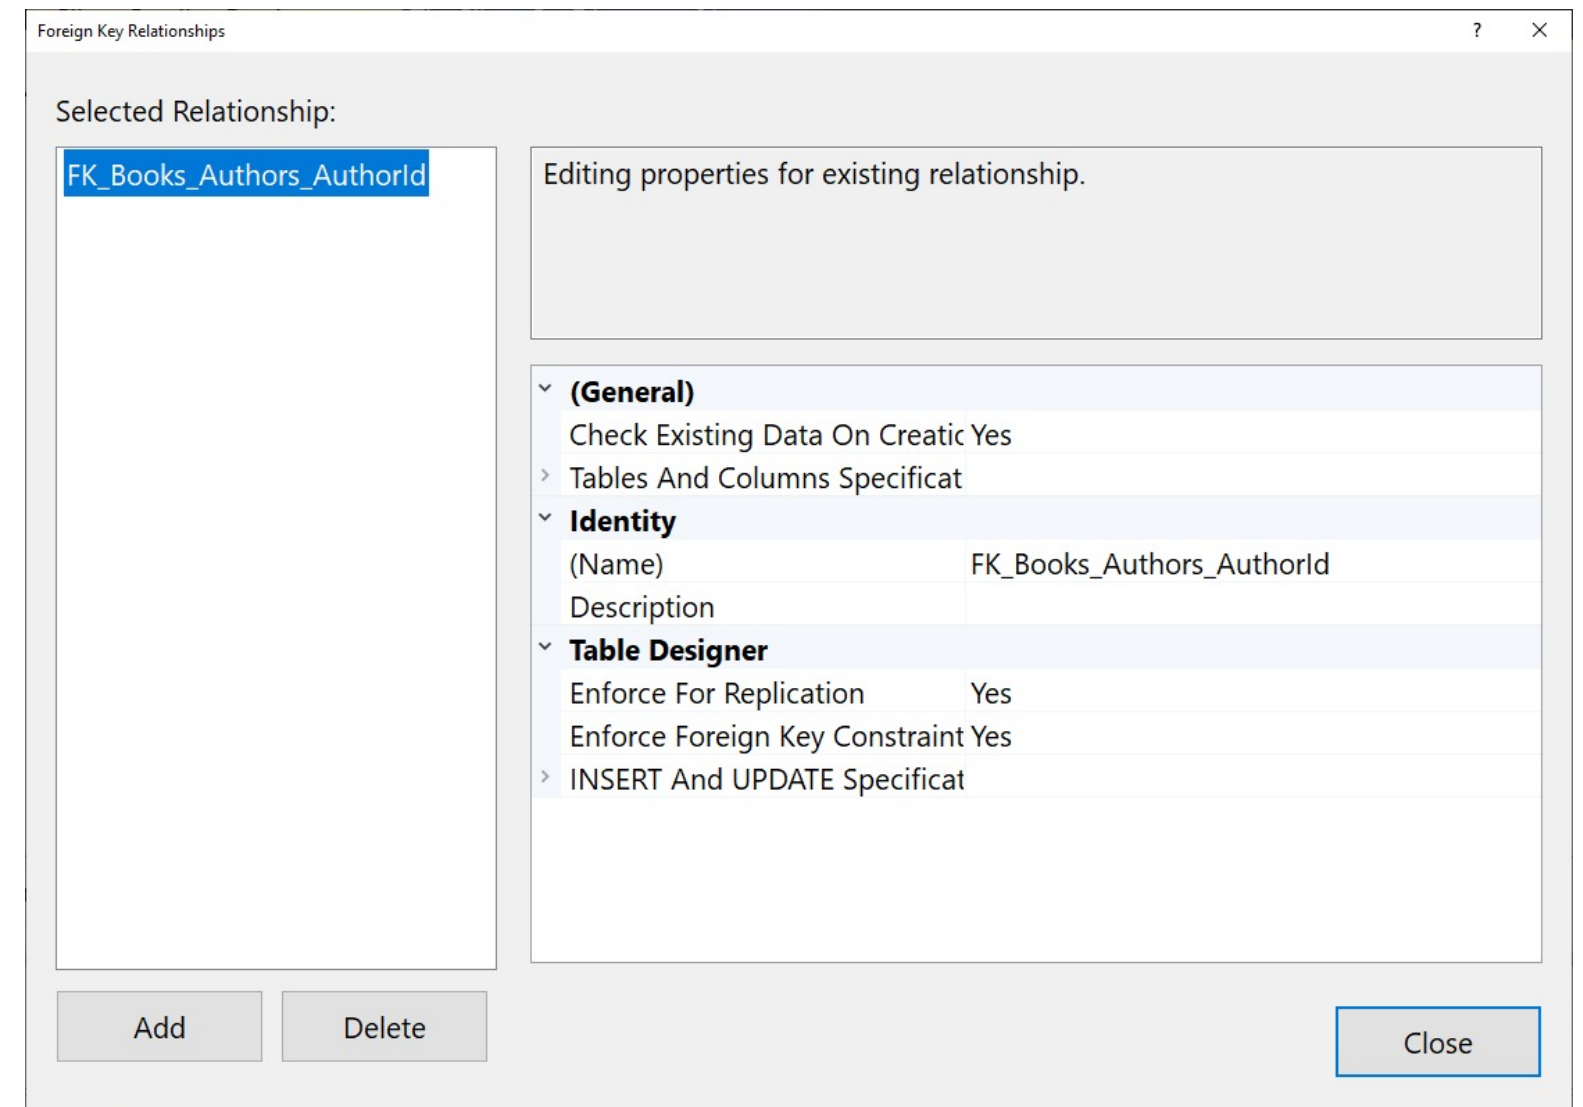 Foreign Key Relationships ?
Selected Relationship:
FK_Books_Authors_AuthorId
Editing properties for existing relationship.
(General)
Check Existing Data On Creatic Yes
Tables And Columns Specificat
Identity
(Name) FK_Books_Authors_AuthorId
Description
Table Designer
Enforce For Replication Yes
Enforce Foreign Key Constraint Yes
INSERT And UPDATE Specificat
Add Delete
Close